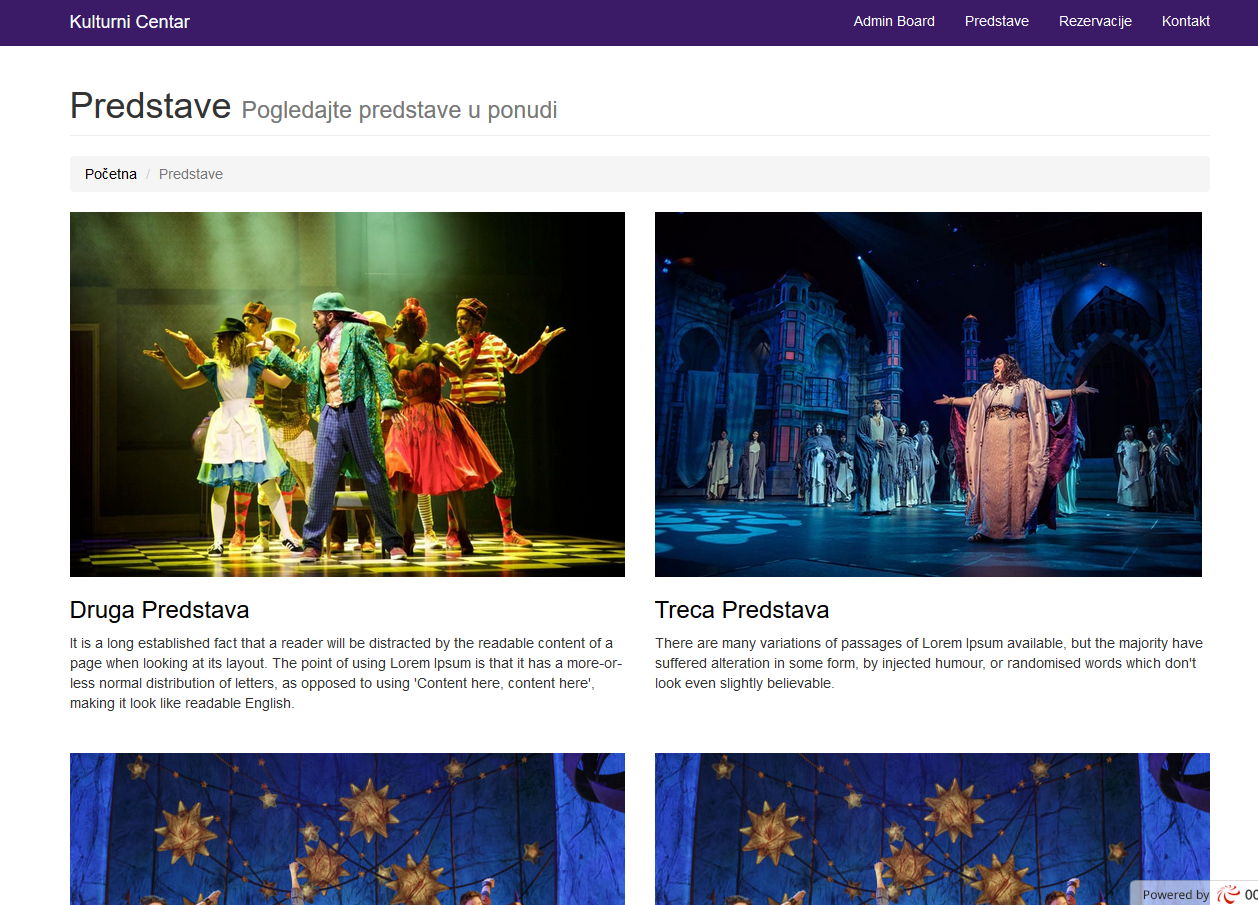 Kulturni Centar
Admin Board
Predstave
Rezervacije
Kontakt
Predstave Pogledajte predstave u ponudi
Početna / Predstave
Druga Predstava
It is a long established fact that a reader will be distracted by the readable content of a
page when looking at its layout. The point of using Lorem Ipsum is that it has a more-or-
less normal distribution of letters, as opposed to using 'Content here, content here',
making it look like readable English.
Treca Predstava
There are many variations of passages of Lorem Ipsum available, but the majority have
suffered alteration in some form, by injected humour, or randomised words which don't
look even slightly believable.
Powered by